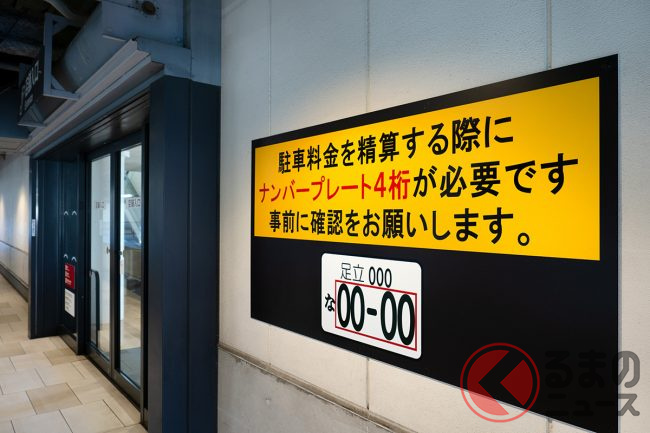 駐車料金を精算する際に
ナンバープレート4桁が必要です
事前に確認をお願いします。
足立 000
な 00-00
くるまのニュース